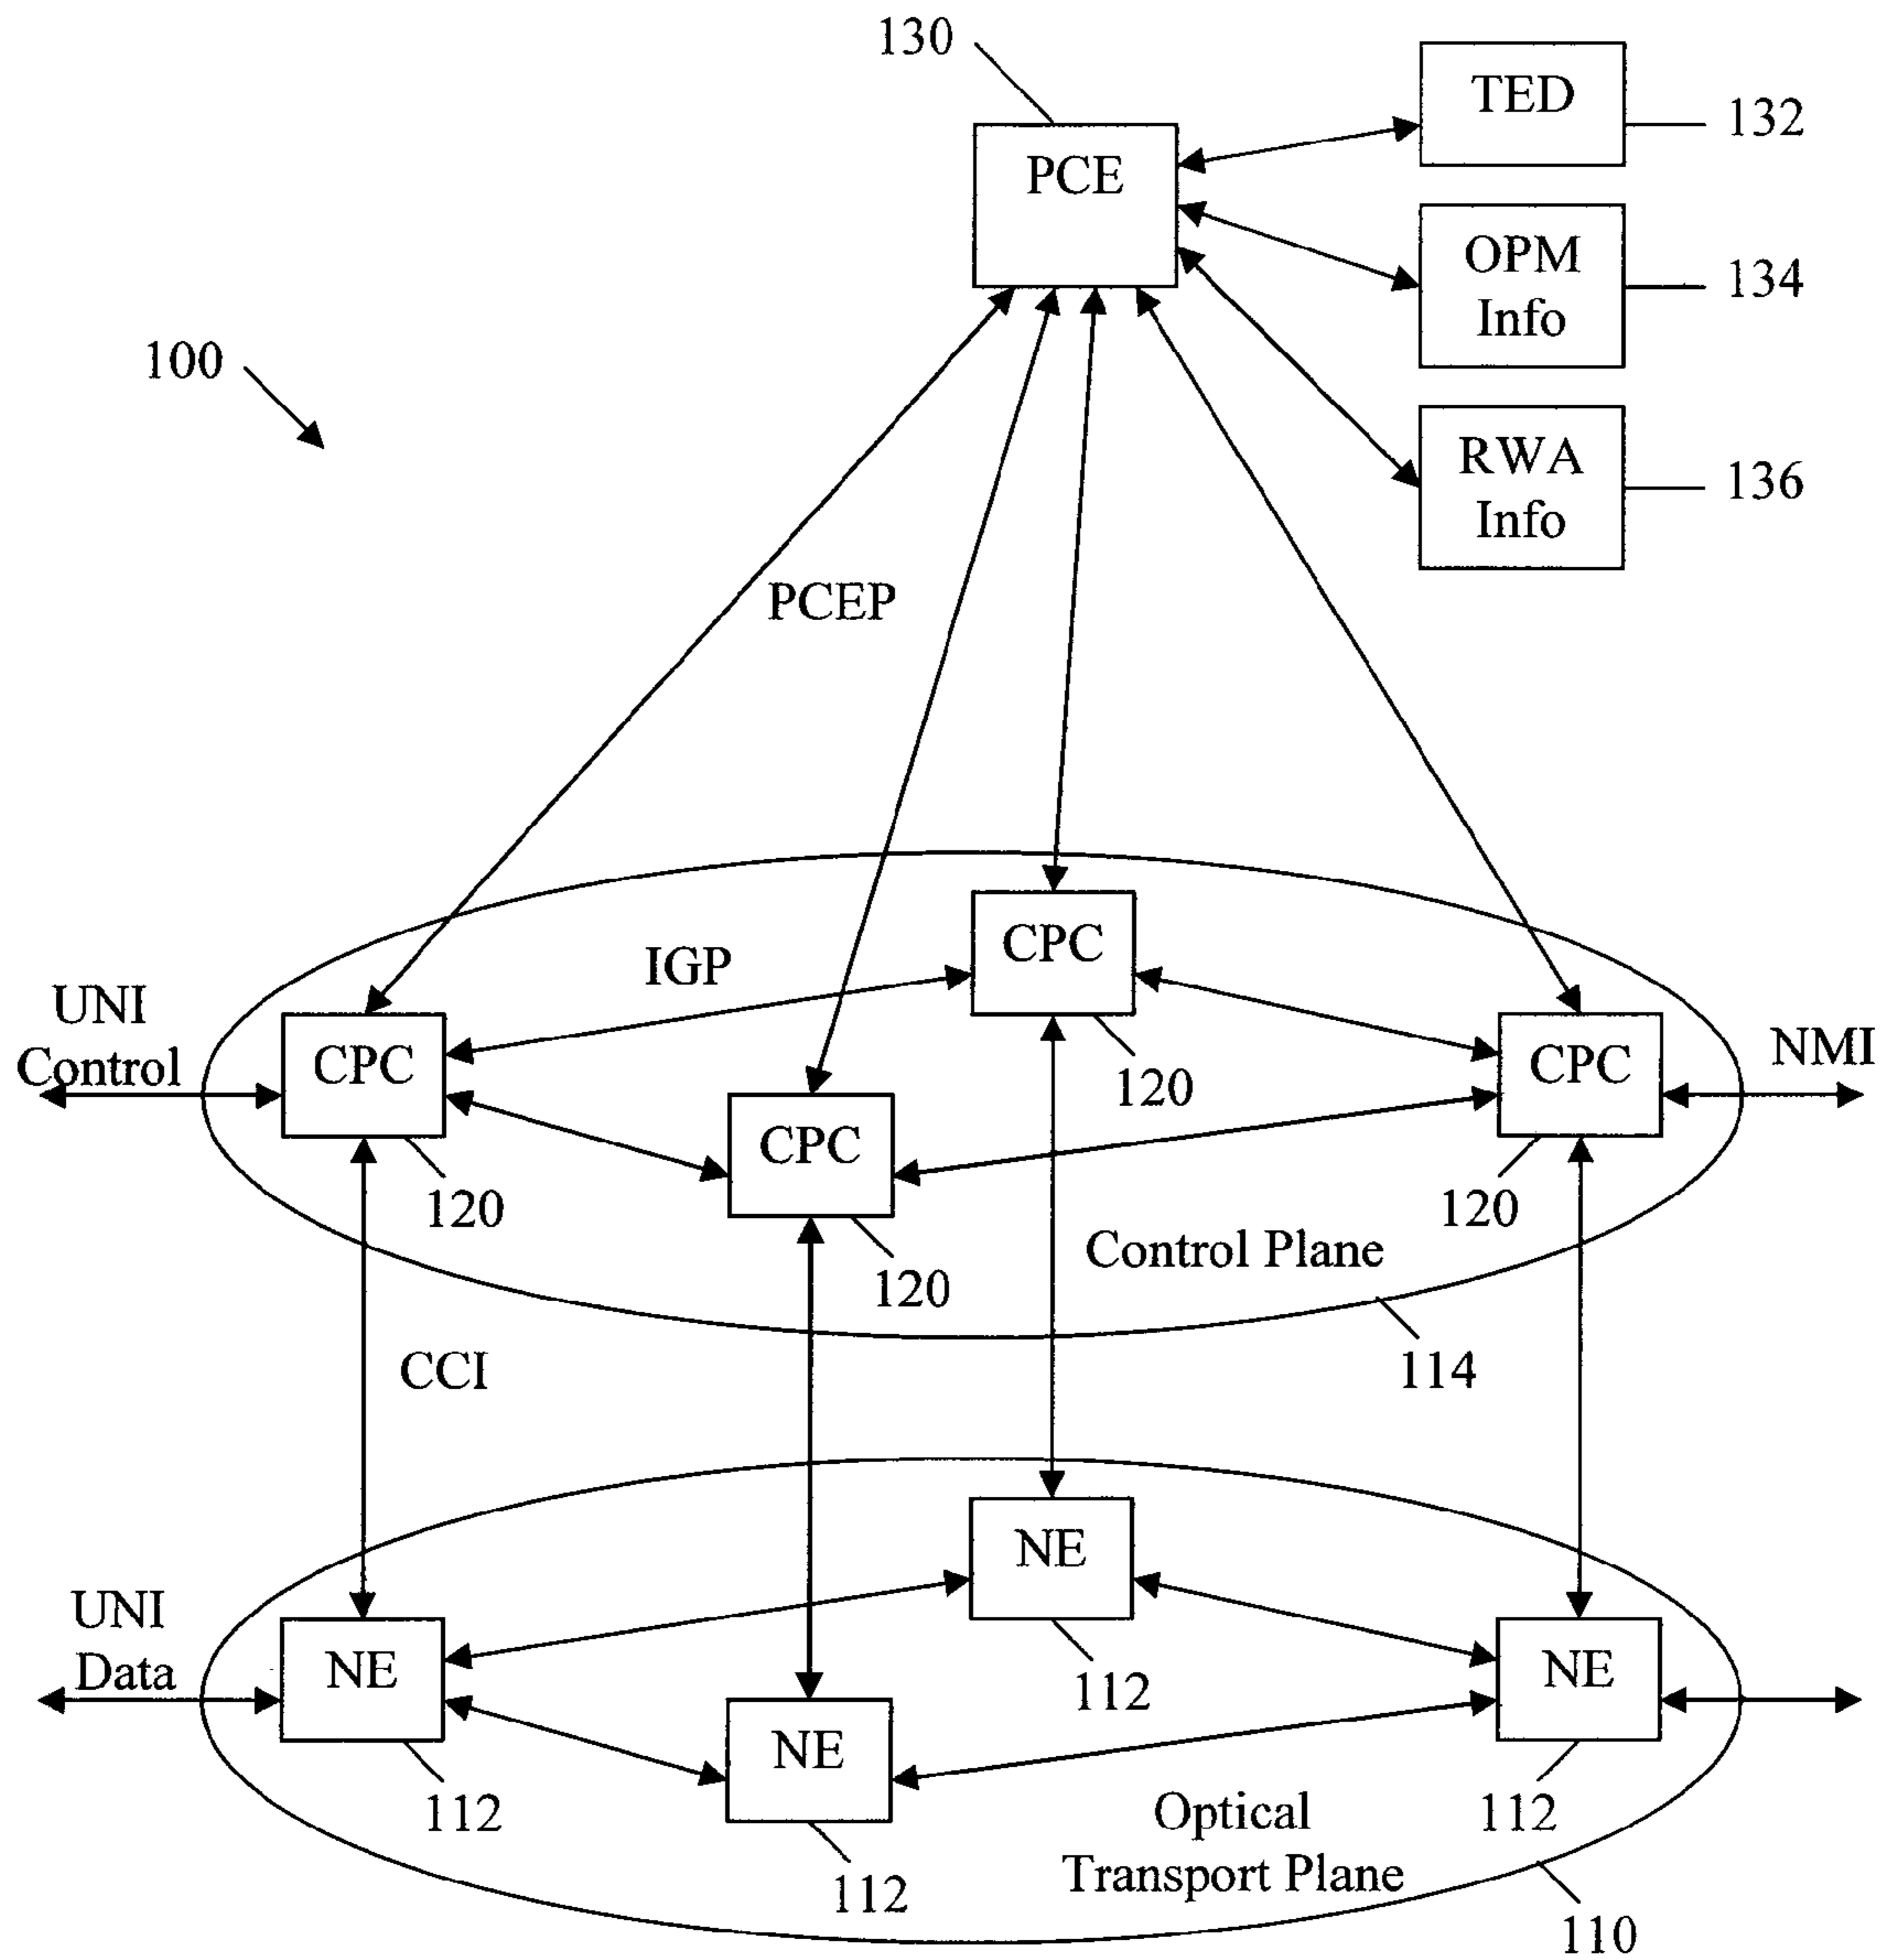 130
TED
132
PCE
OPM
Info
134
100
RWA
Info
136
PCEP
CPC
IGP
UNI
Control
CPC
CPC
NMI
120
CPC
120
120
120
Control Plane
114
CCI
NE
UNI
Data
NE
NE
112
NE
112
112
112
Optical
Transport Plane
110